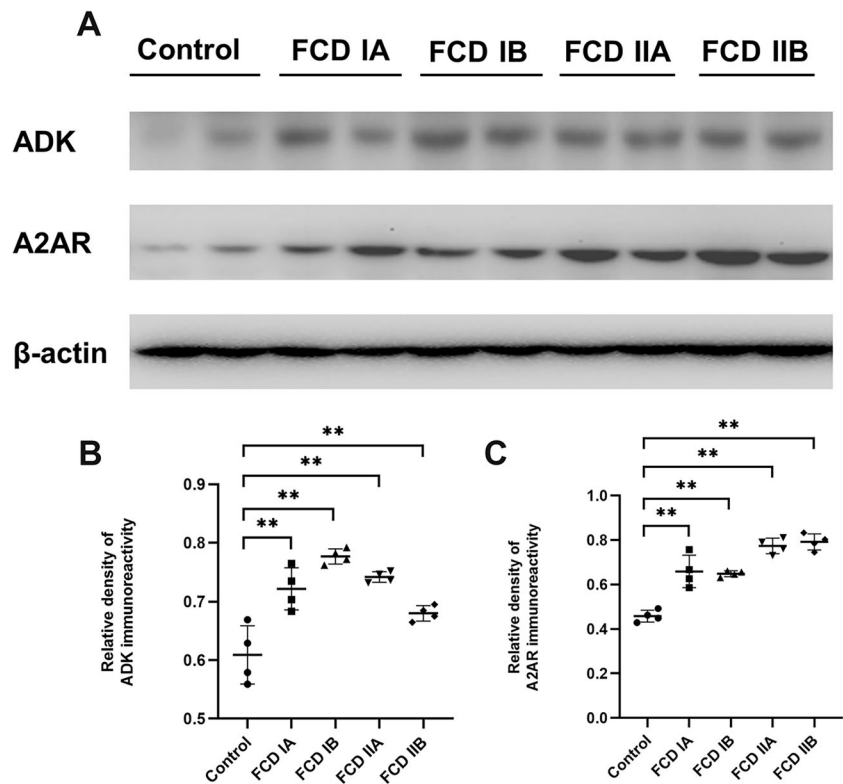 A
Control FCD IA FCD IB FCD IIA FCD IIB
ADK
A2AR
β-actin
B
**
**
**
**
0.9
0.8
0.7
0.6
0.5
Relative density of
ADK immunoreactivity
Control FCD IA FCD IB FCD IIA FCD IIB
C
**
**
**
**
1.0
0.8
0.6
0.4
0.2
0.0
Relative density of
A2AR immunoreactivity
Control FCD IA FCD IB FCD IIA FCD IIB